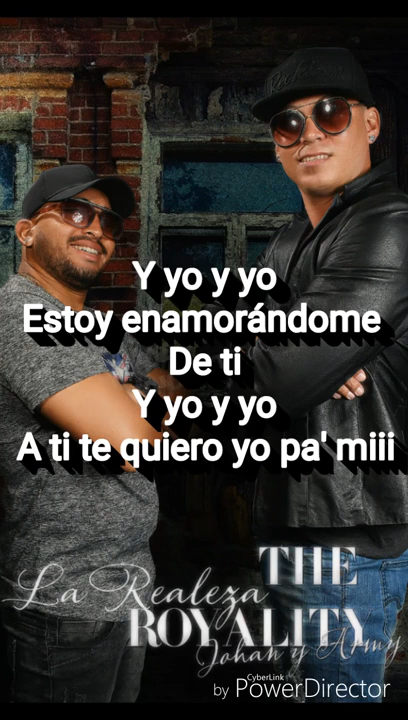 Y yo y yo
Estoy enamorándome
De ti
Y yo y yo
A ti te quiero yo pa' miii
THE
La Realeza
ROYALITY
Johan y Army
CyberLink
by PowerDirector